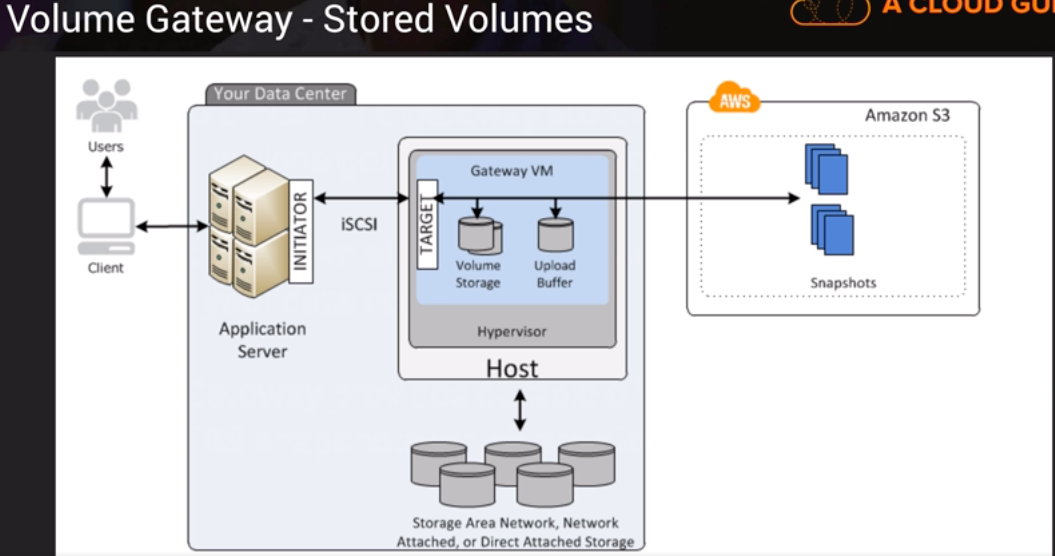 Volume Gateway - Stored Volumes
A CLOUD GU
Your Data Center
AWS
Amazon S3
Users
Client
INITIATOR
iSCSI
TARGET
Gateway VM
Volume
Storage
Upload
Buffer
Snapshots
Application
Server
Hypervisor
Host
Storage Area Network, Network
Attached, or Direct Attached Storage